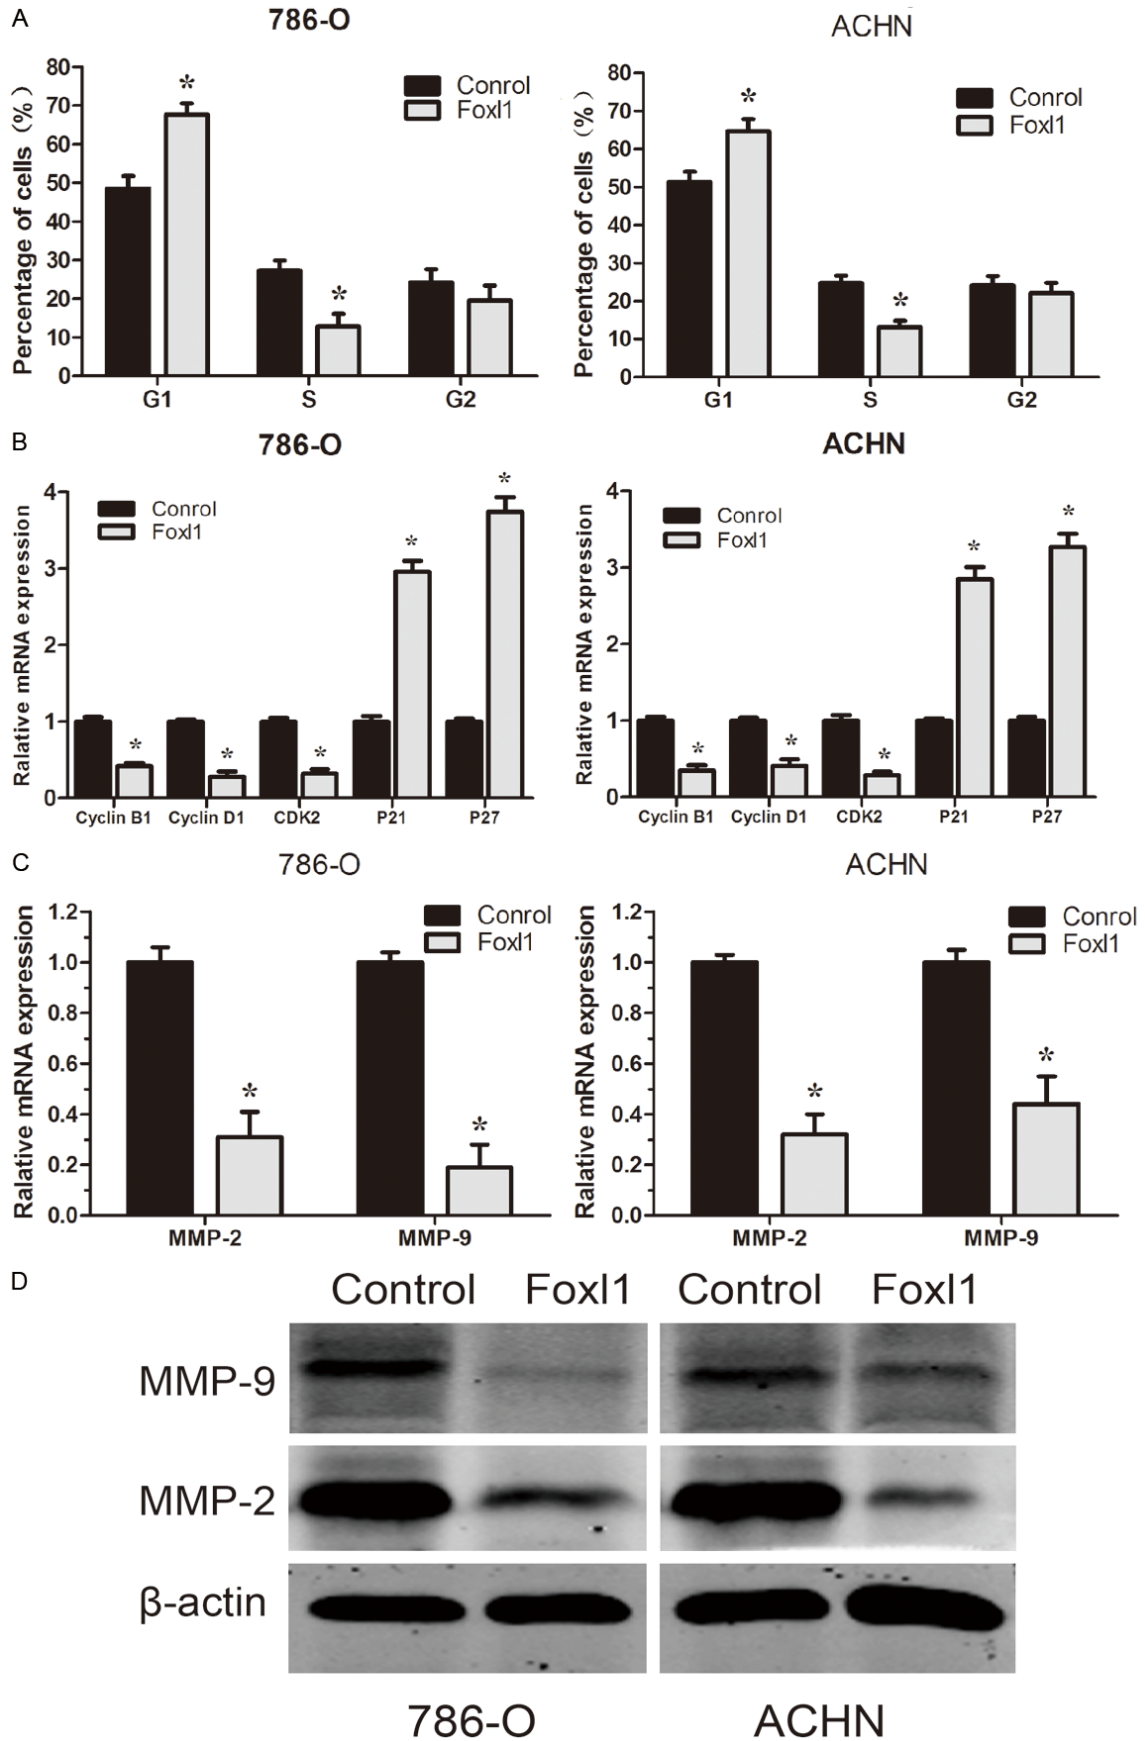 A
786-O
ACHN
Percentage of cells (%)
80
70
60
50
40
30
20
10
0
*
*
Conrol
Foxl1
G1
S
G2
Percentage of cells (%)
80
70
60
50
40
30
20
10
0
*
*
Conrol
Foxl1
G1
S
G2
B
786-O
ACHN
Ralative mRNA expression
4
3
2
1
0
Conrol
Foxl1
*
*
*
*
*
Cyclin B1
Cyclin D1
CDK2
P21
P27
Ralative mRNA expression
4
3
2
1
0
Conrol
Foxl1
*
*
*
*
*
Cyclin B1
Cyclin D1
CDK2
P21
P27
C
786-O
ACHN
Ralative mRNA expression
1.2
1.0
0.8
0.6
0.4
0.2
0.0
Conrol
Foxl1
*
*
MMP-2
MMP-9
Ralative mRNA expression
1.2
1.0
0.8
0.6
0.4
0.2
0.0
Conrol
Foxl1
*
*
MMP-2
MMP-9
D
Control Foxl1 Control Foxl1
MMP-9
MMP-2
β-actin
786-O ACHN